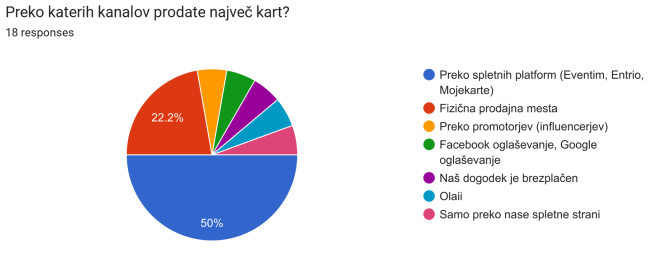 Preko katerih kanalov prodate največ kart?
18 responses
22.2%
50%
Preko spletnih platform (Eventim, Entrio,
Mojekarte)
Fizična prodajna mesta
Preko promotorjev (influencerjev)
Facebook oglaševanje, Google
oglaševanje
Naš dogodek je brezplačen
Olaii
Samo preko nase spletne strani